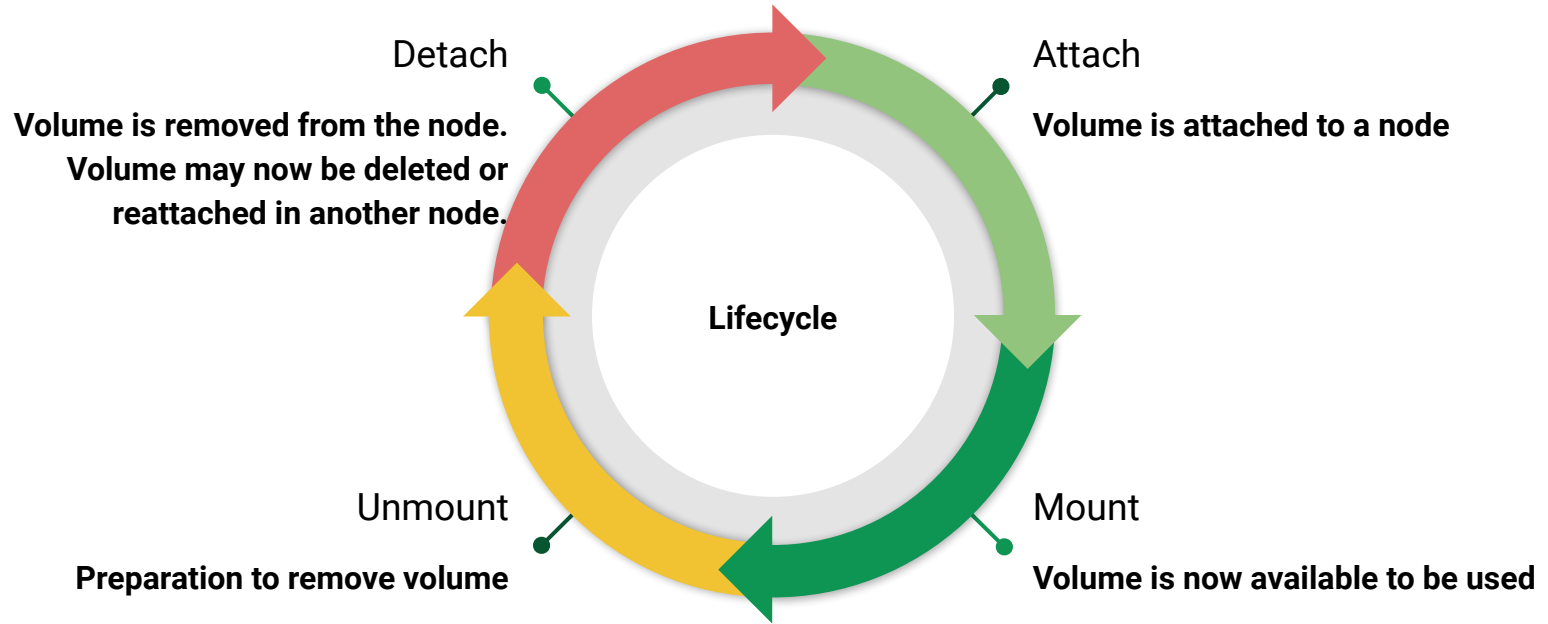 Detach
Volume is removed from the node.
Volume may now be deleted or
reattached in another node.
Attach
Volume is attached to a node
Lifecycle
Unmount
Preparation to remove volume
Mount
Volume is now available to be used